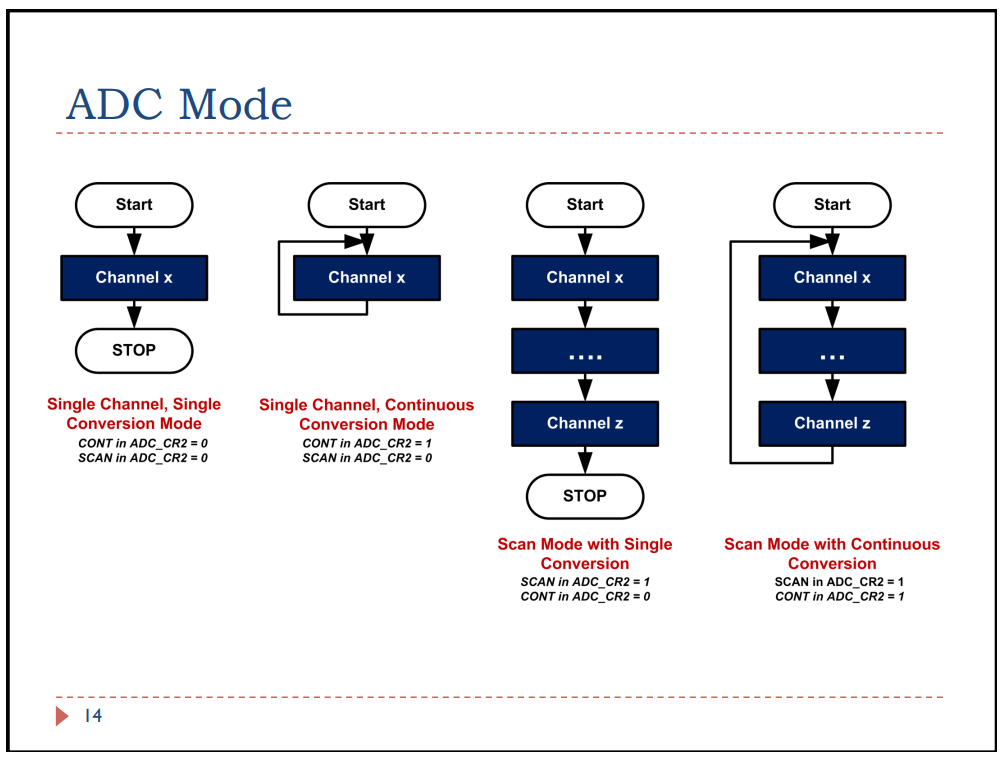 ADC Mode
Start
Channel x
STOP
Single Channel, Single
Conversion Mode
CONT in ADC_CR2 = 0
SCAN in ADC_CR2 = 0
Start
Channel x
Single Channel, Continuous
Conversion Mode
CONT in ADC_CR2 = 1
SCAN in ADC_CR2 = 0
Start
Channel x
....
Channel z
STOP
Scan Mode with Single
Conversion
SCAN in ADC_CR2 = 1
CONT in ADC_CR2 = 0
Start
Channel x
...
Channel z
Scan Mode with Continuous
Conversion
SCAN in ADC_CR2 = 1
CONT in ADC_CR2 = 1
14